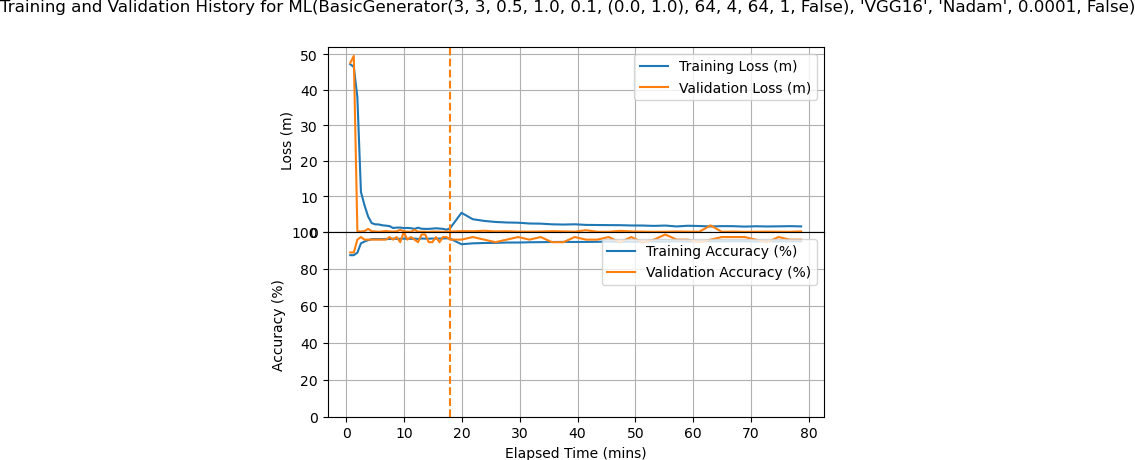 Training and Validation History for ML(BasicGenerator(3, 3, 0.5, 1.0, 0.1, (0.0, 1.0), 64, 4, 64, 1, False), 'VGG16', 'Nadam', 0.0001, False)
50
40
30
20
10
0
Loss (m)
Training Loss (m)
Validation Loss (m)
100
80
60
40
20
0
Accuracy (%)
Training Accuracy (%)
Validation Accuracy (%)
0 10 20 30 40 50 60 70 80
Elapsed Time (mins)